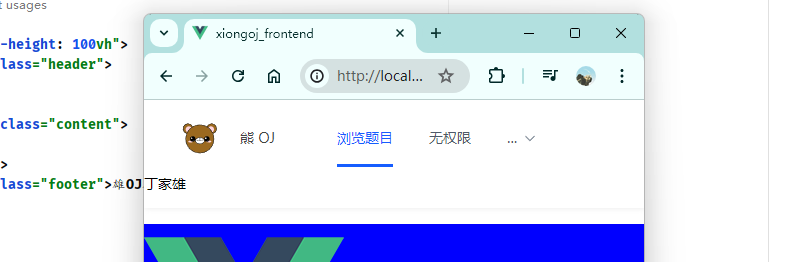 t usages
xiongoj_frontend
-height: 100vh">
lass="header">
http://local...
class="content">
熊 OJ
浏览题目
无权限
...
>
lass="footer">雄OJ
丁家雄